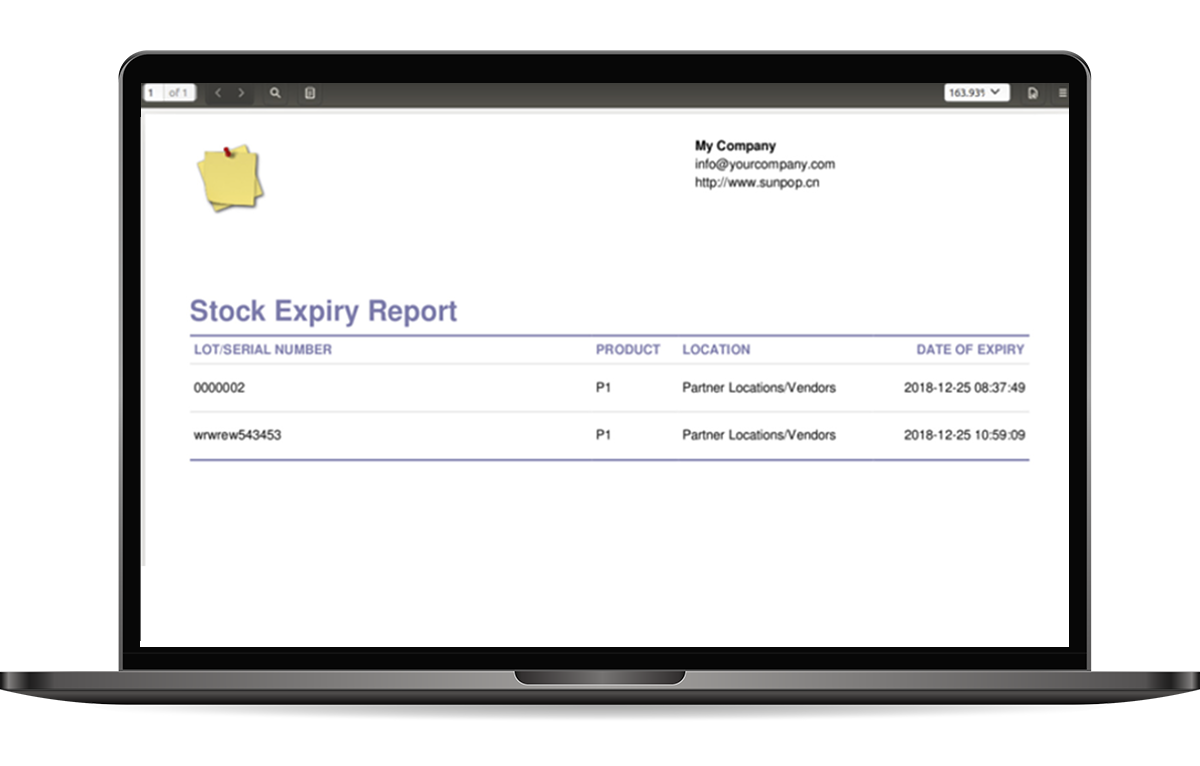 1 of 1
My Company
info@yourcompany.com
http://www.sunpop.cn
Stock Expiry Report
LOT/SERIAL NUMBER PRODUCT LOCATION DATE OF EXPIRY
0000002 P1 Partner Locations/Vendors 2018-12-25 08:37:49
wrwrew543453 P1 Partner Locations/Vendors 2018-12-25 10:59:09